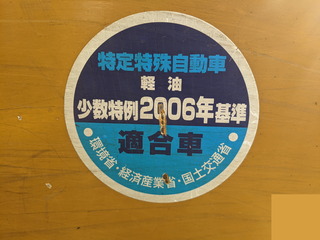 特定特殊自動車
軽油
少数特例2006年基準
適合車
・環境省・経済産業省・国土交通省・